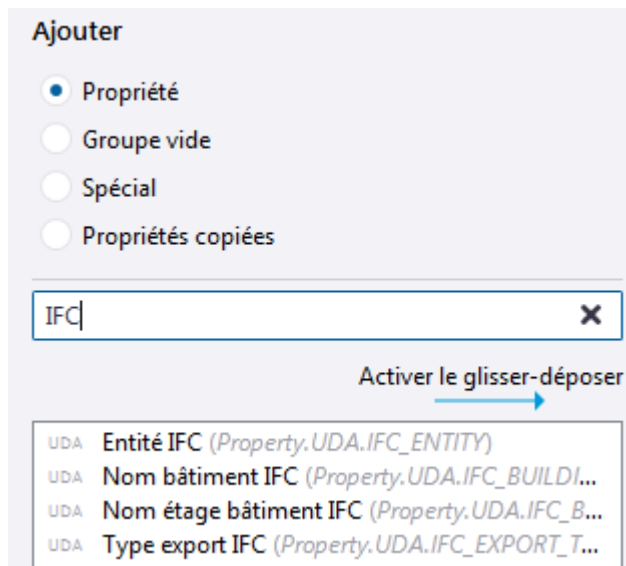 Ajouter
Propriété
Groupe vide
Spécial
Propriétés copiées
IFC
Activer le glisser-déposer
UDA Entité IFC (Property.UDA.IFC_ENTITY)
UDA Nom bâtiment IFC (Property.UDA.IFC_BUILDI...
UDA Nom étage bâtiment IFC (Property.UDA.IFC_B...
UDA Type export IFC (Property.UDA.IFC_EXPORT_T...